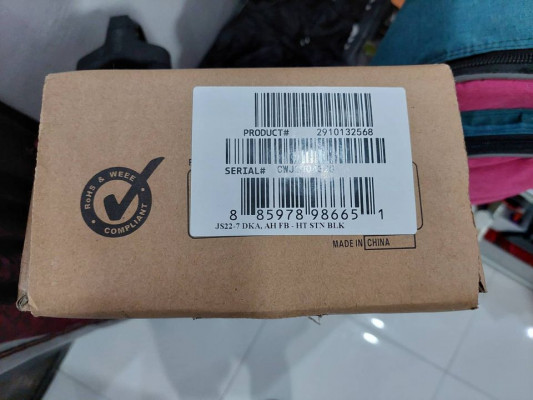 PRODUCT# 2910132568
SERIAL#
8 85978 98665 1
JS22-7 DKA, AH FB - HT STN BLK
MADE IN CHINA
RoHS & WEEE
COMPLIANT